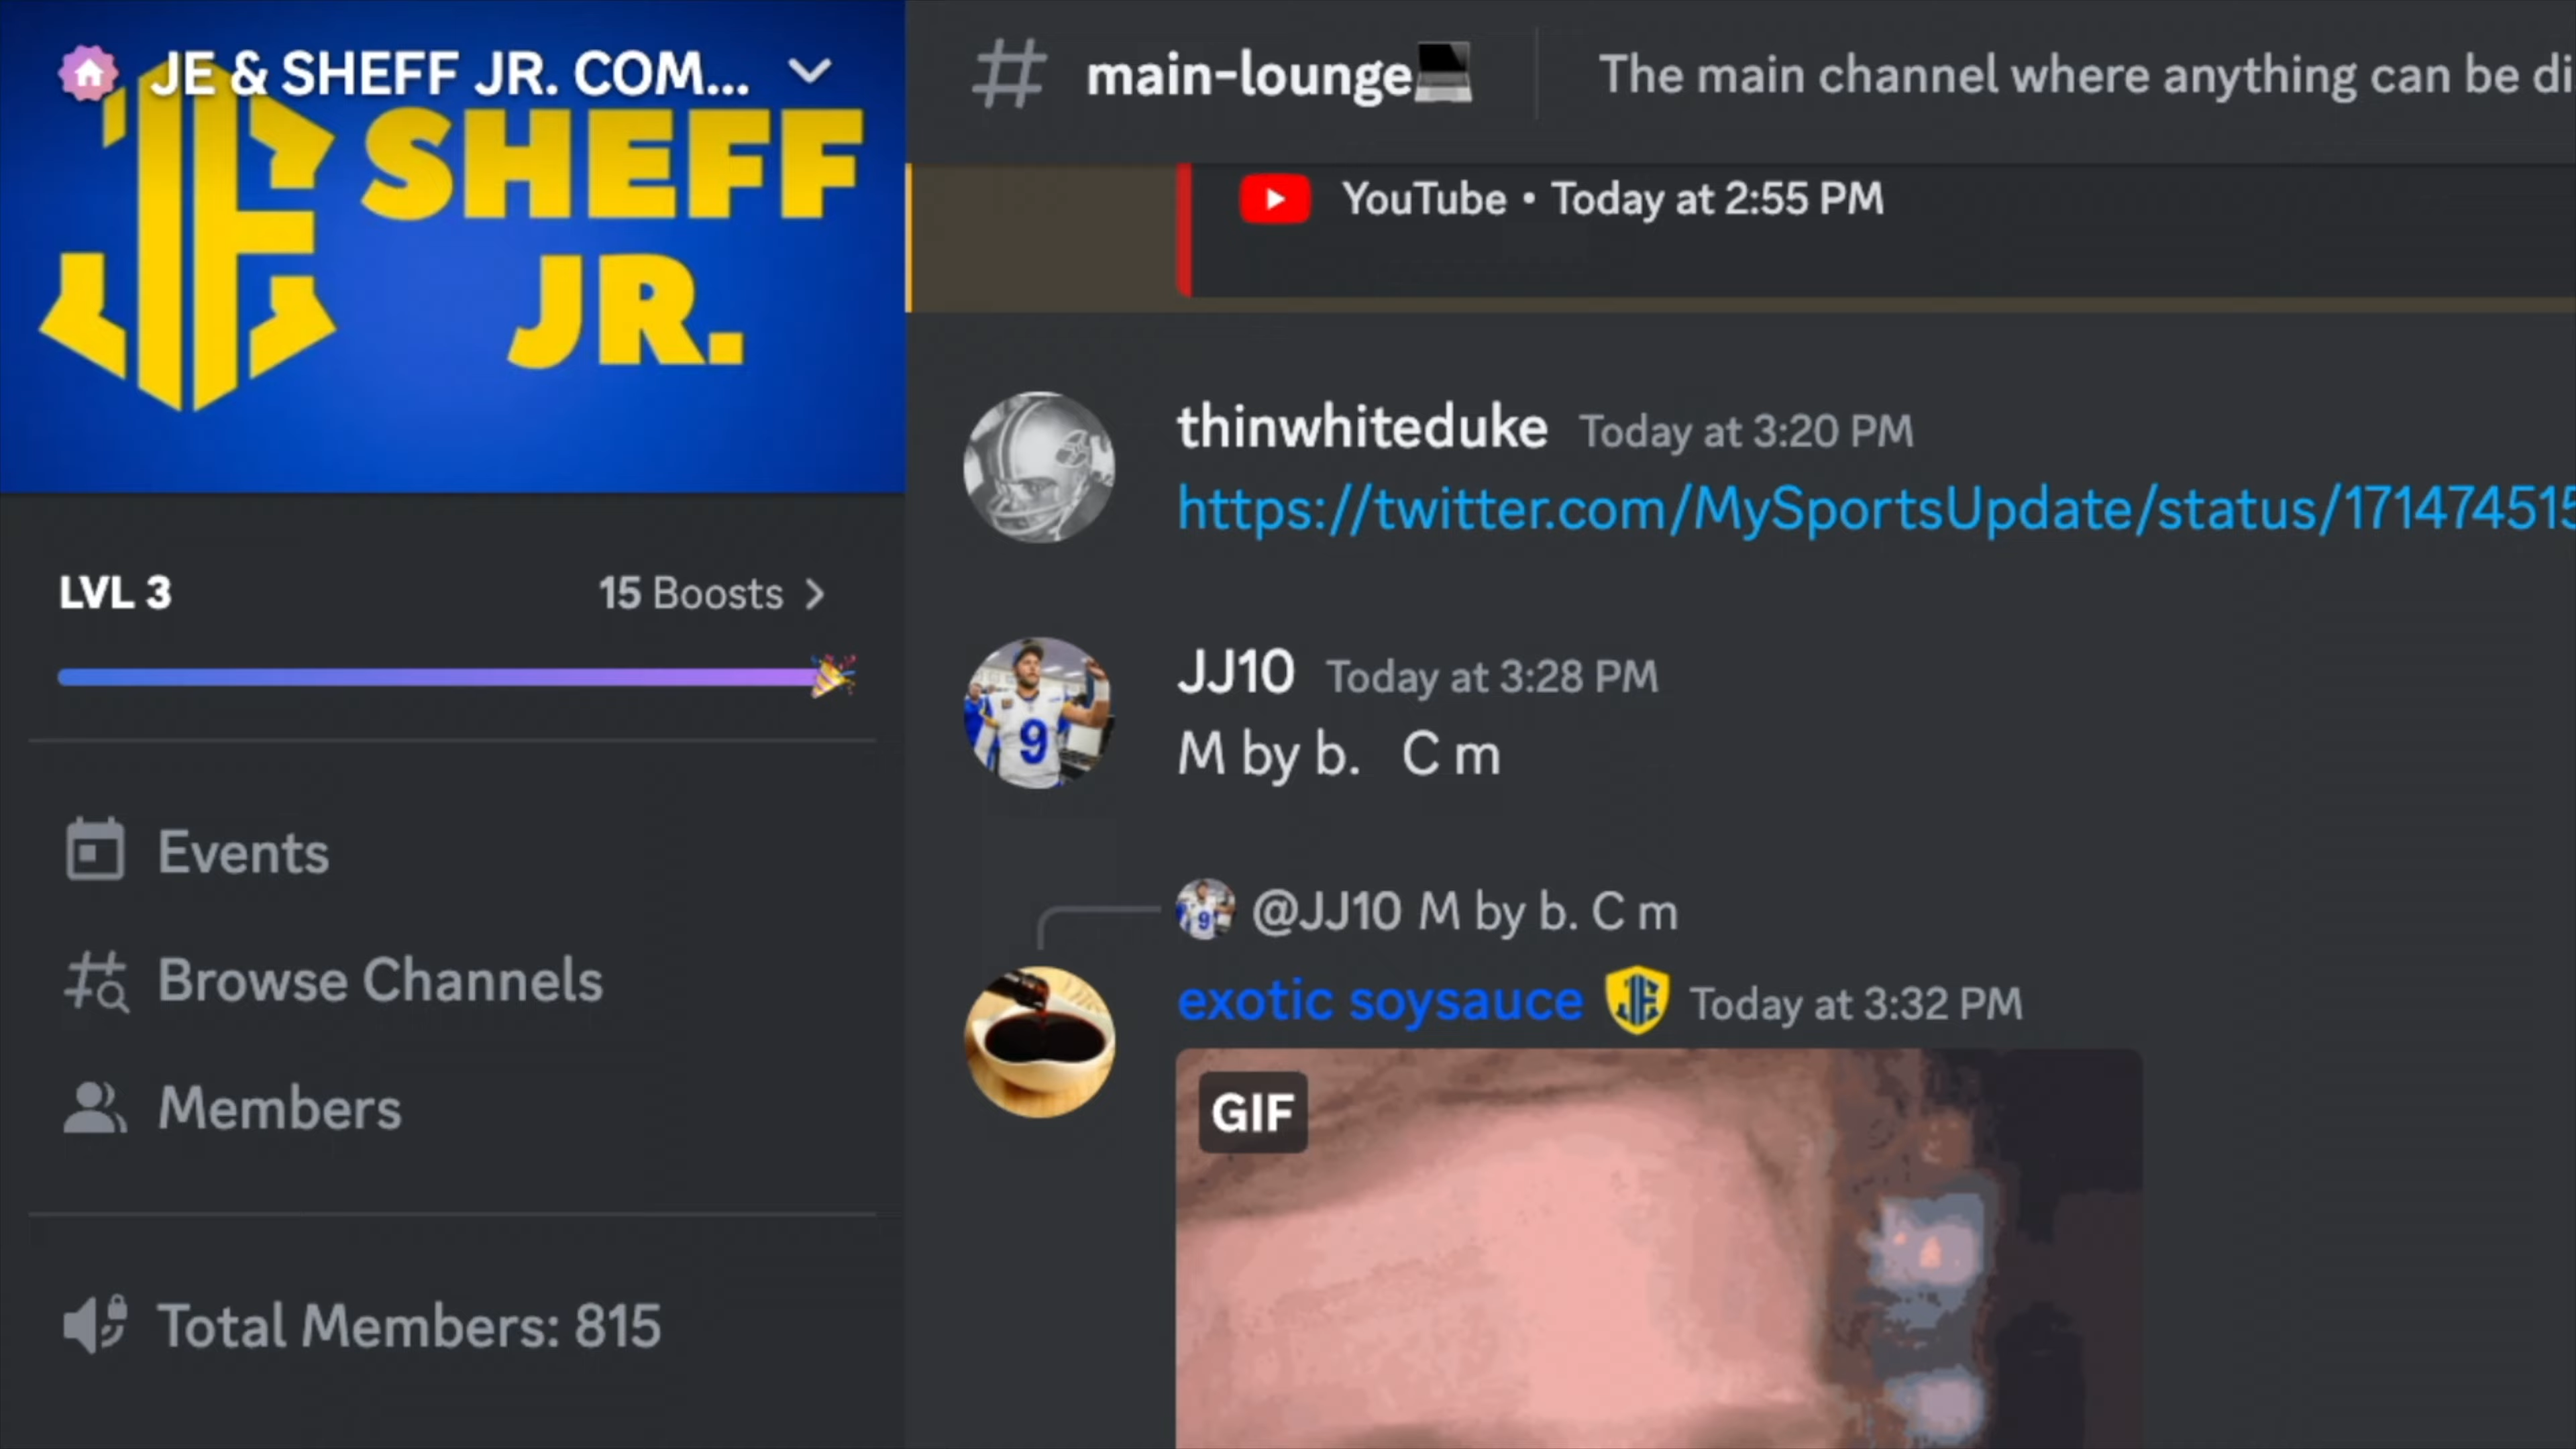 JE & SHEFF JR. COM...
JE SHEFF
JR.
LVL 3
15 Boosts
Events
Browse Channels
Members
Total Members: 815
main-lounge
The main channel where anything can be di
YouTube • Today at 2:55 PM
thinwhiteduke Today at 3:20 PM
https://twitter.com/MySportsUpdate/status/171474515
JJ10 Today at 3:28 PM
M by b.   C m
9
@JJ10 M by b. C m
exotic soysauce JE Today at 3:32 PM
GIF